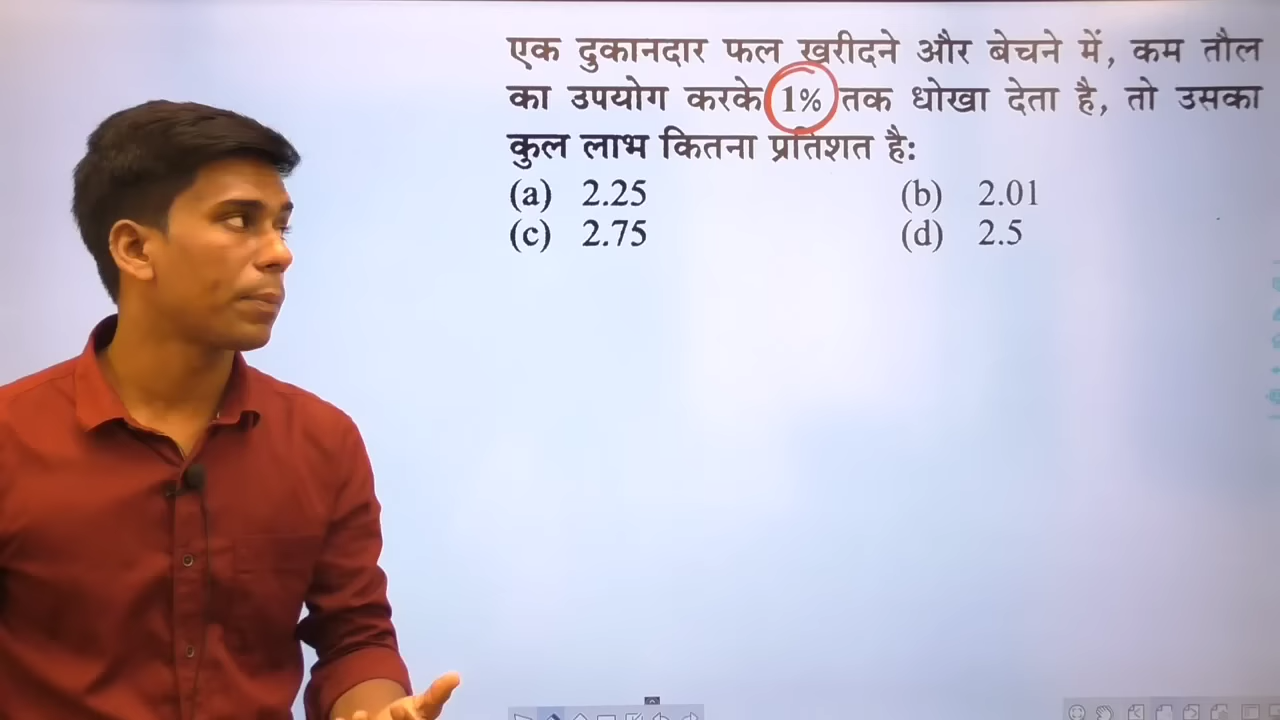 एक दुकानदार फल खरीदने और बेचने में, कम तौल
का उपयोग करके 1% तक धोखा देता है, तो उसका
कुल लाभ कितना प्रतिशत है:
(a) 2.25 (b) 2.01
(c) 2.75 (d) 2.5